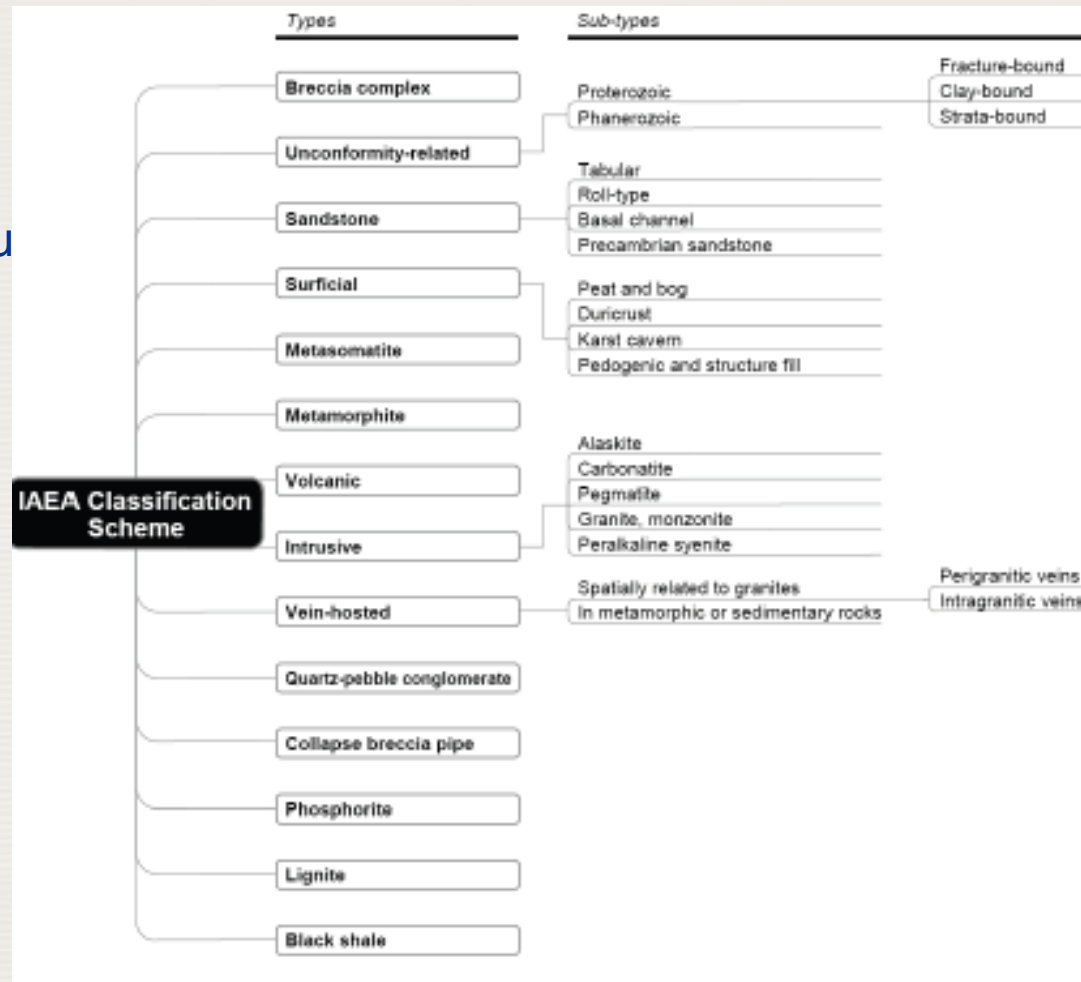 Types
Sub-types
Breccia complex
Unconformity-related
Sandstone
Surficial
Metasomatite
Metamorphite
Volcanic
Intrusive
Vein-hosted
Quartz-pebble conglomerate
Collapse breccia pipe
Phosphorite
Lignite
Black shale
IAEA Classification
Scheme
Proterozoic
Phanerozoic
Fracture-bound
Clay-bound
Strata-bound
Tabular
Roll-type
Basal channel
Precambrian sandstone
Peat and bog
Duricrust
Karst cavern
Pedogenic and structure fill
Alaskite
Carbonatite
Pegmatite
Granite, monzonite
Peralkaline syenite
Spatially related to granites
In metamorphic or sedimentary rocks
Perigranitic veins
Intragranitic veins